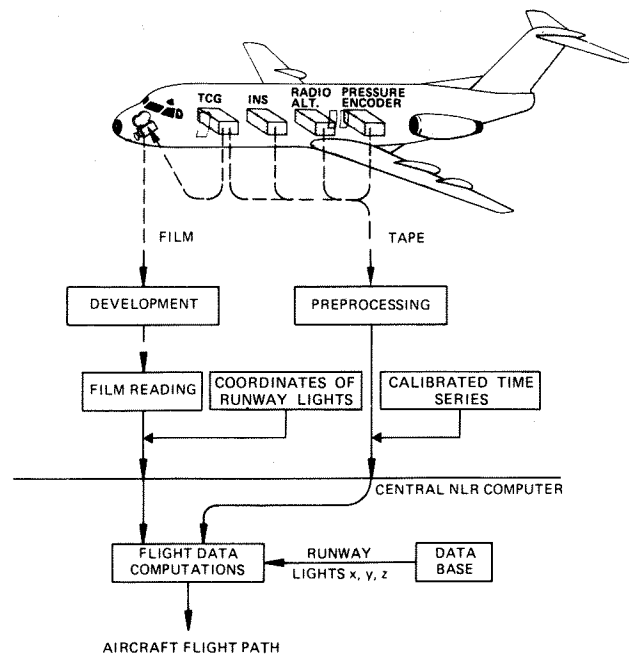 TCG
INS
RADIO
ALT.
PRESSURE
ENCODER
FILM
TAPE
DEVELOPMENT
PREPROCESSING
FILM READING
COORDINATES OF
RUNWAY LIGHTS
CALIBRATED TIME
SERIES
CENTRAL NLR COMPUTER
FLIGHT DATA
COMPUTATIONS
RUNWAY
LIGHTS x, y, z
DATA
BASE
AIRCRAFT FLIGHT PATH